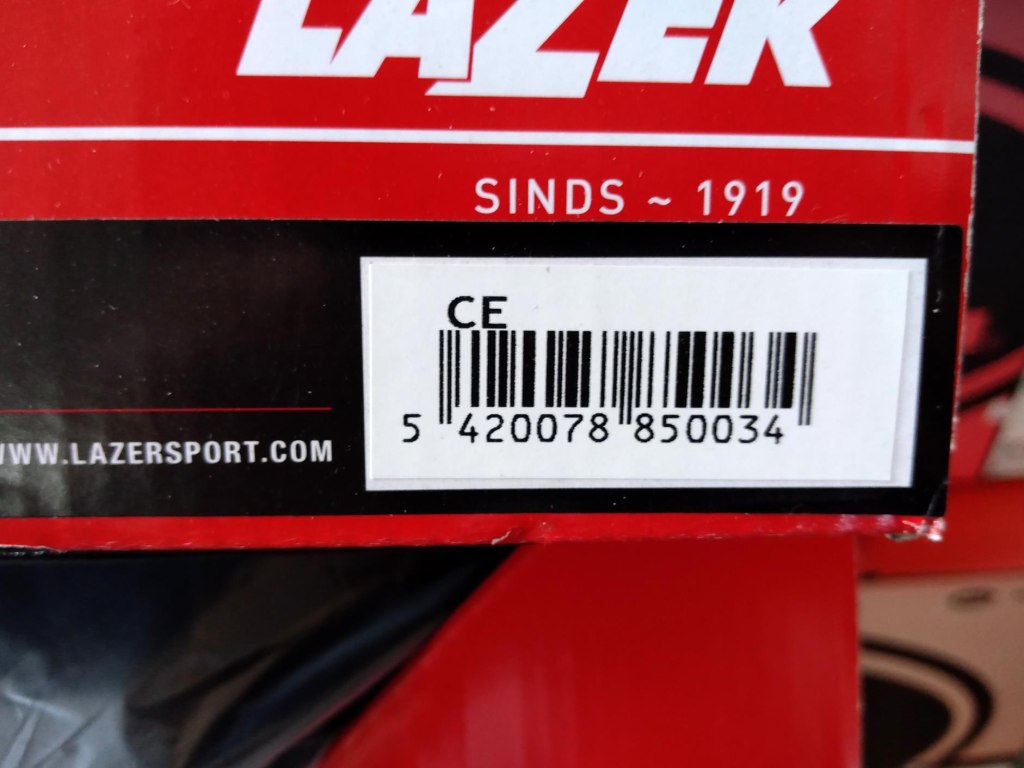 LAZER
SINDS ~ 1919
CE
5 420078 850034
WWW.LAZERSPORT.COM